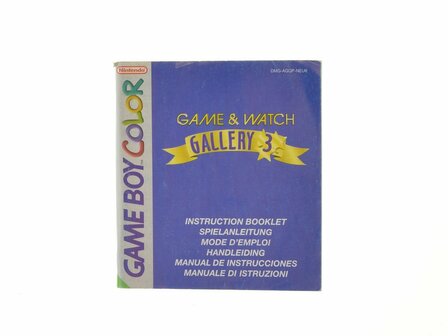 Nintendo
DMG-AGQP-NEU6
GAME BOY COLOR
GAME & WATCH
GALLERY 3
INSTRUCTION BOOKLET
SPIELANLEITUNG
MODE D'EMPLOI
HANDLEIDING
MANUAL DE INSTRUCCIONES
MANUALE DI ISTRUZIONI